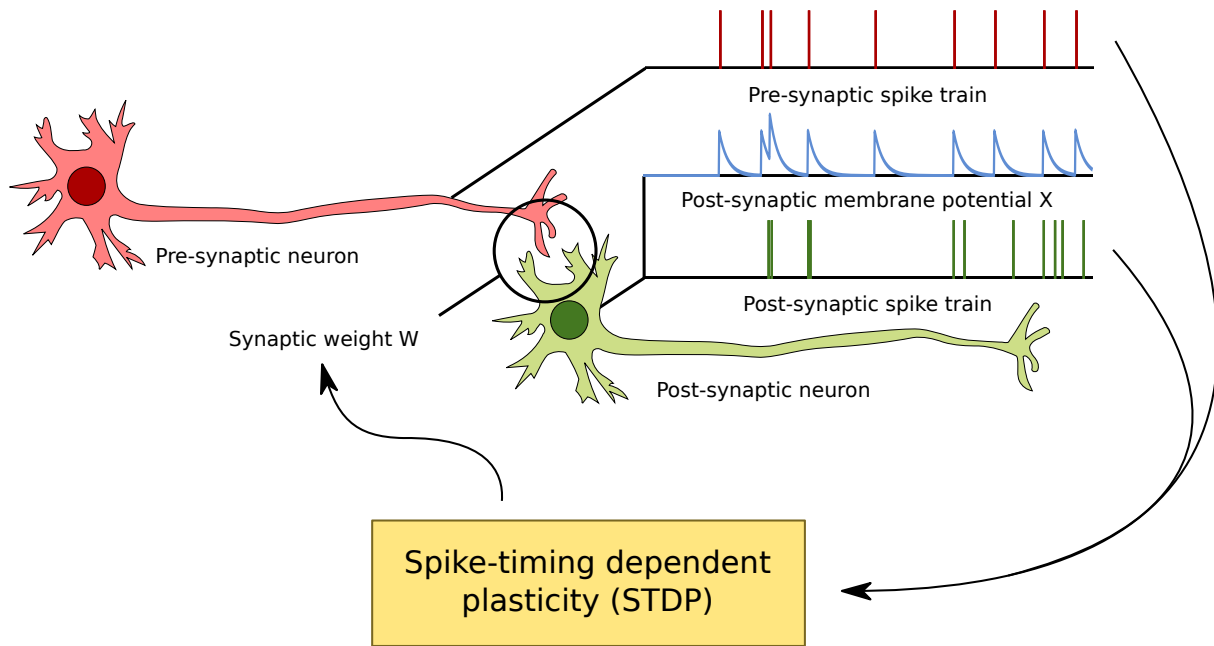 Pre-synaptic spike train
Post-synaptic membrane potential X
Pre-synaptic neuron
Post-synaptic spike train
Synaptic weight W
Post-synaptic neuron
Spike-timing dependent
plasticity (STDP)